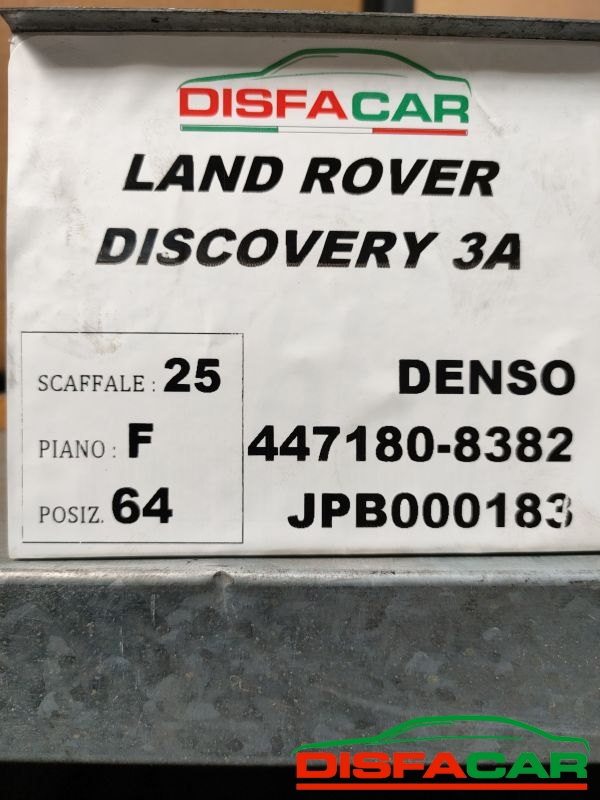 DISFACAR
LAND ROVER
DISCOVERY 3A
SCAFFALE : 25
PIANO : F
POSIZ. 64
DENSO
447180-8382
JPB000183
DISFACAR